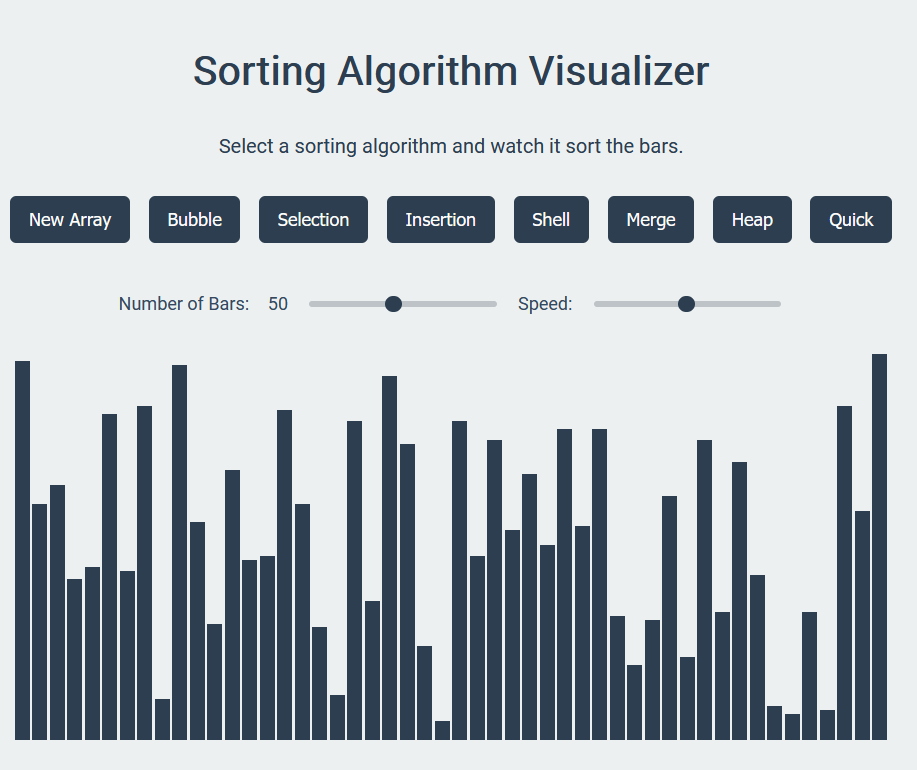 Sorting Algorithm Visualizer
Select a sorting algorithm and watch it sort the bars.
New Array Bubble Selection Insertion Shell Merge Heap Quick
Number of Bars: 50 Speed: